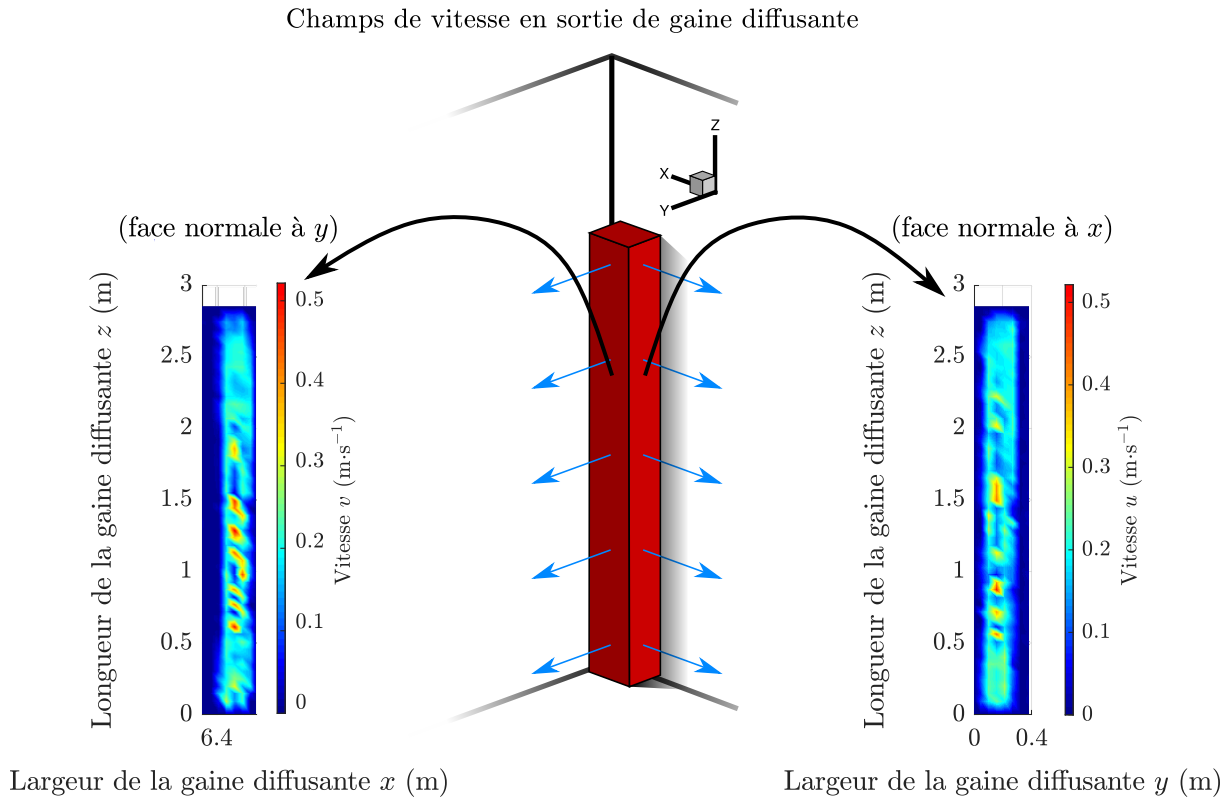 Champs de vitesse en sortie de gaine diffusante
Z
X
Y
(face normale à y)
Longueur de la gaine diffusante z (m)
3
2.5
2
1.5
1
0.5
0
6.4
Largeur de la gaine diffusante x (m)
0.5
0.4
0.3
0.2
0.1
0
Vitesse v (m·s⁻¹)
(face normale à x)
Longueur de la gaine diffusante z (m)
3
2.5
2
1.5
1
0.5
0
0 0.4
Largeur de la gaine diffusante y (m)
0.5
0.4
0.3
0.2
0.1
0
Vitesse u (m·s⁻¹)